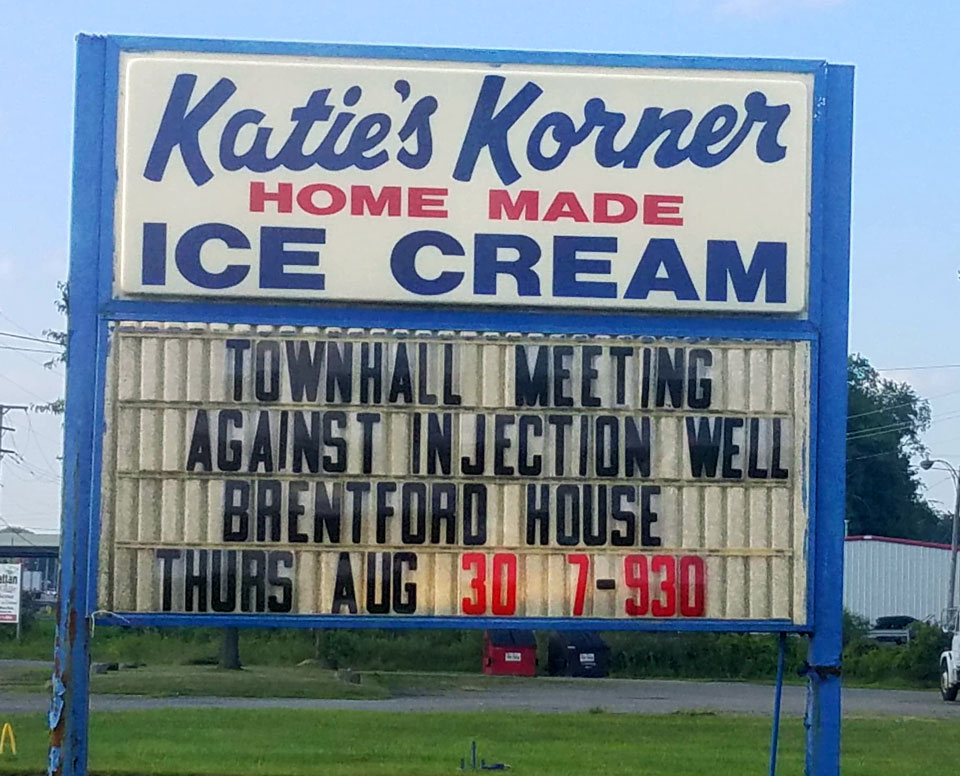 Katie's Korner
HOME MADE
ICE CREAM
TOWNHALL MEETING
AGAINST INJECTION WELL
BRENTFORD HOUSE
THURS AUG 30 7-930